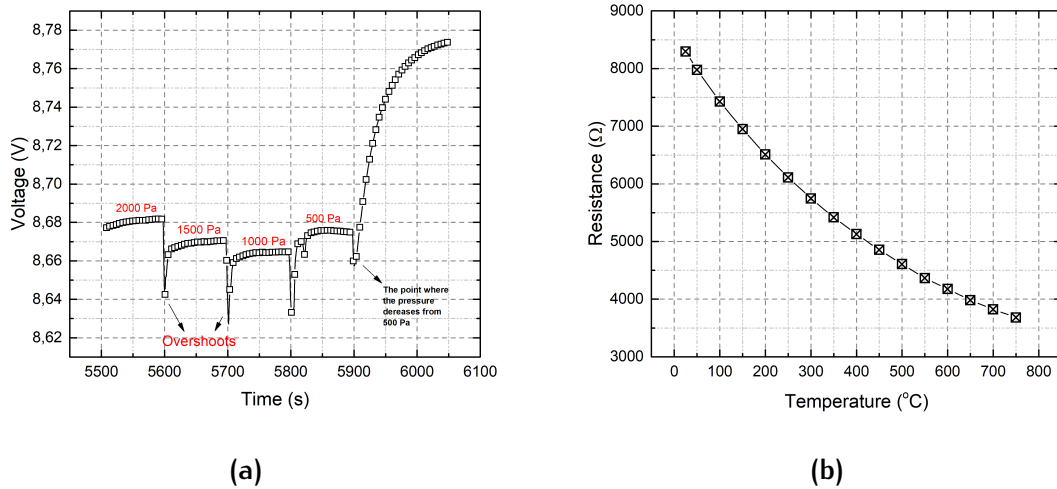 8,78
8,76
8,74
8,72
8,70
8,68
8,66
8,64
8,62
Voltage (V)
2000 Pa
1500 Pa
1000 Pa
500 Pa
Overshoots
The point where
the pressure
dereases from
500 Pa
5500 5600 5700 5800 5900 6000 6100
Time (s)
(a)
9000
8000
7000
6000
5000
4000
3000
Resistance (Ω)
0 100 200 300 400 500 600 700 800
Temperature (°C)
(b)